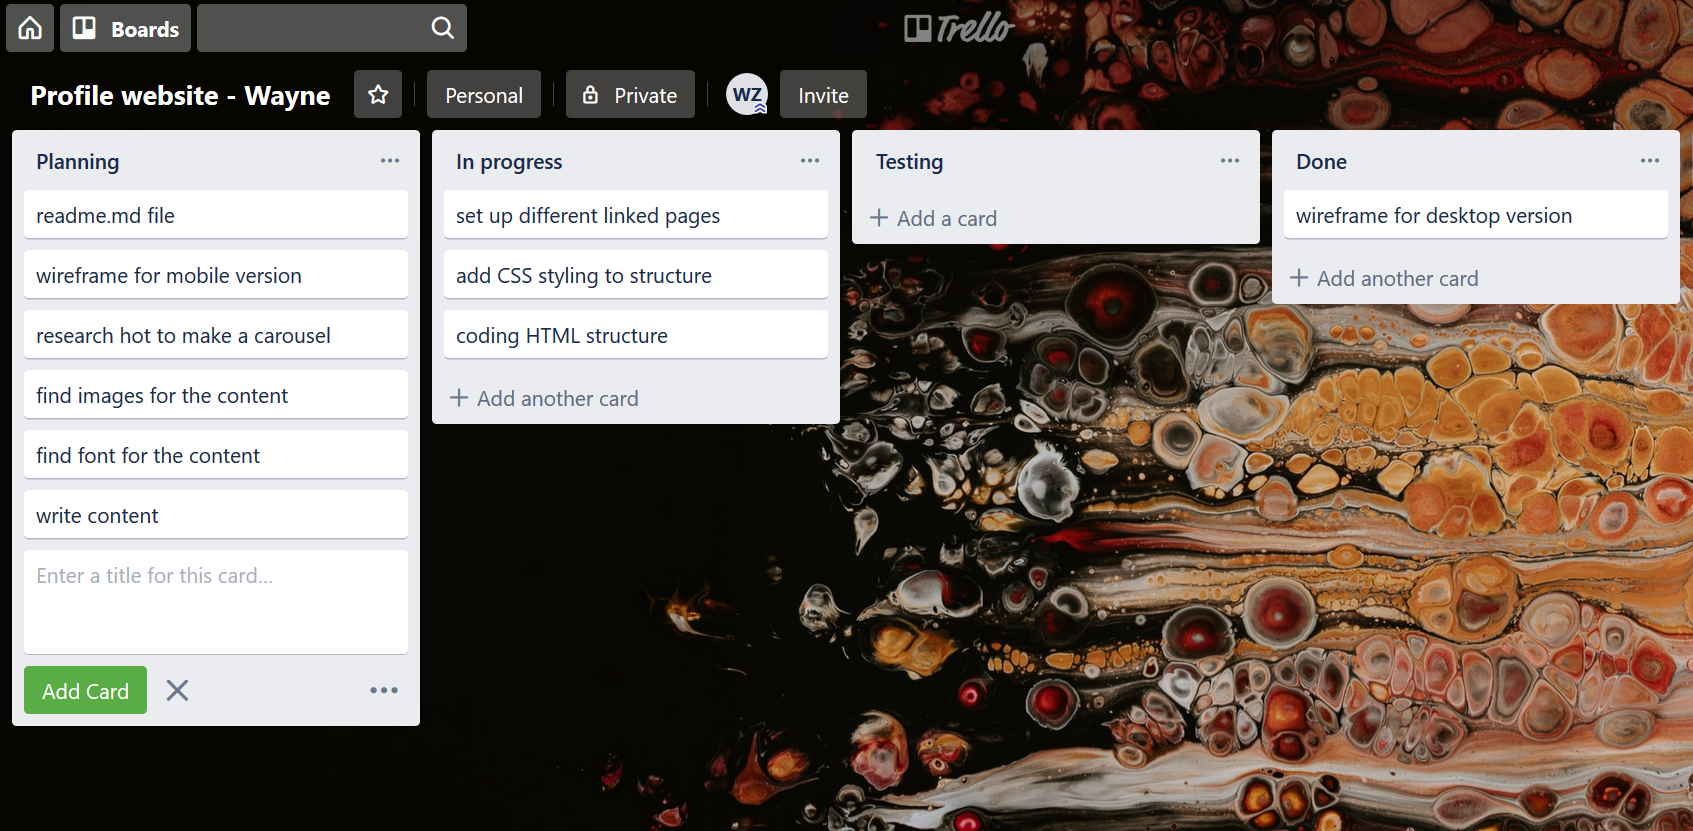 Boards
Trello
Profile website - Wayne
Personal
Private
WZ
Invite
Planning
readme.md file
wireframe for mobile version
research hot to make a carousel
find images for the content
find font for the content
write content
Enter a title for this card...
Add Card
In progress
set up different linked pages
add CSS styling to structure
coding HTML structure
Add another card
Testing
Add a card
Done
wireframe for desktop version
Add another card